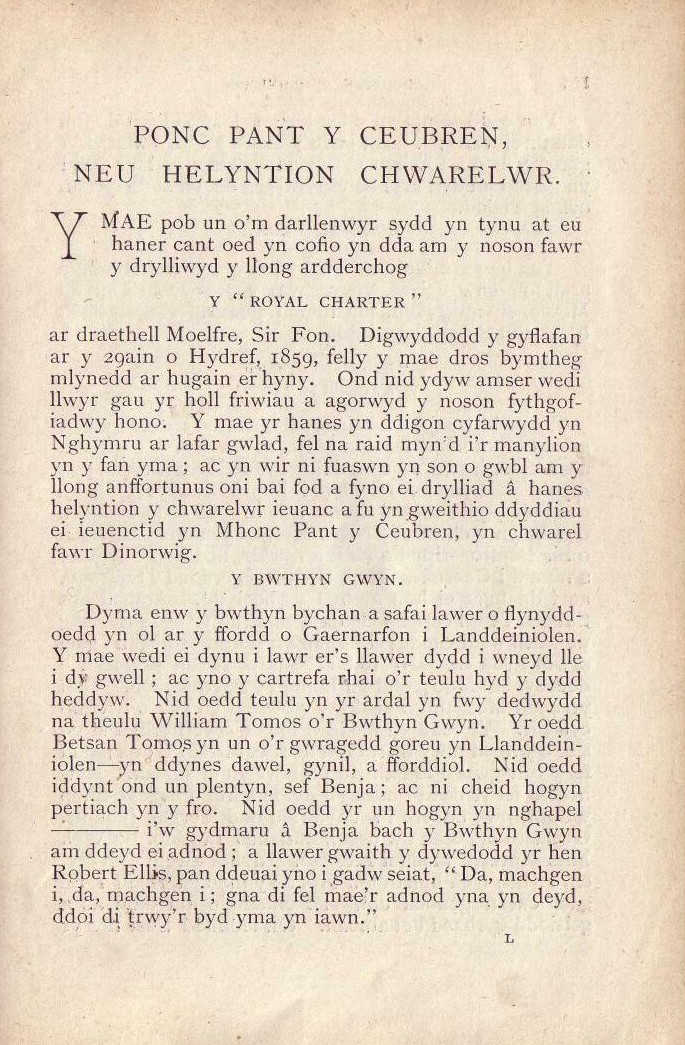 PONC PANT Y CEUBREN,
NEU HELYNTION CHWARELWR.
Y MAE pob un o'm darllenwyr sydd yn tynu at eu
haner cant oed yn cofio yn dda am y noson fawr
y drylliwyd y llong ardderchog
Y “ ROYAL CHARTER ”
ar draethell Moelfre, Sir Fon. Digwyddodd y gyflafan
ar y 29ain o Hydref, 1859, felly y mae dros bymtheg
mlynedd ar hugain er hyny. Ond nid ydyw amser wedi
llwyr gau yr holl friwiau a agorwyd y noson fythgof-
iadwy hono. Y mae yr hanes yn ddigon cyfarwydd yn
Nghymru ar lafar gwlad, fel na raid myn'd i'r manylion
yn y fan yma ; ac yn wir ni fuaswn yn son o gwbl am y
llong anffortunus oni bai fod a fyno ei drylliad â hanes
helyntion y chwarelwr ieuanc a fu yn gweithio ddyddiau
ei ieuenctid yn Mhonc Pant y Ceubren, yn chwarel
fawr Dinorwig.
Y BWTHYN GWYN.
Dyma enw y bwthyn bychan a safai lawer o flynydd-
oedd yn ol ar y ffordd o Gaernarfon i Landdeiniolen.
Y mae wedi ei dynu i lawr er's llawer dydd i wneyd lle
i dŷ gwell ; ac yno y cartrefa rhai o'r teulu hyd y dydd
heddyw. Nid oedd teulu yn yr ardal yn fwy dedwydd
na theulu William Tomos o'r Bwthyn Gwyn. Yr oedd
Betsan Tomos yn un o'r gwragedd goreu yn Llanddein-
iolen—yn ddynes dawel, gynil, a fforddiol. Nid oedd
iddynt ond un plentyn, sef Benja ; ac ni cheid hogyn
pertiach yn y fro. Nid oedd yr un hogyn yn nghapel
———— i'w gydmaru â Benja bach y Bwthyn Gwyn
am ddeyd ei adnod ; a llawer gwaith y dywedodd yr hen
Robert Ellis, pan ddeuai yno i gadw seiat, “ Da, machgen
i, da, machgen i ; gna di fel mae'r adnod yna yn deyd,
ddoi di trwy'r byd yma yn iawn.”
L